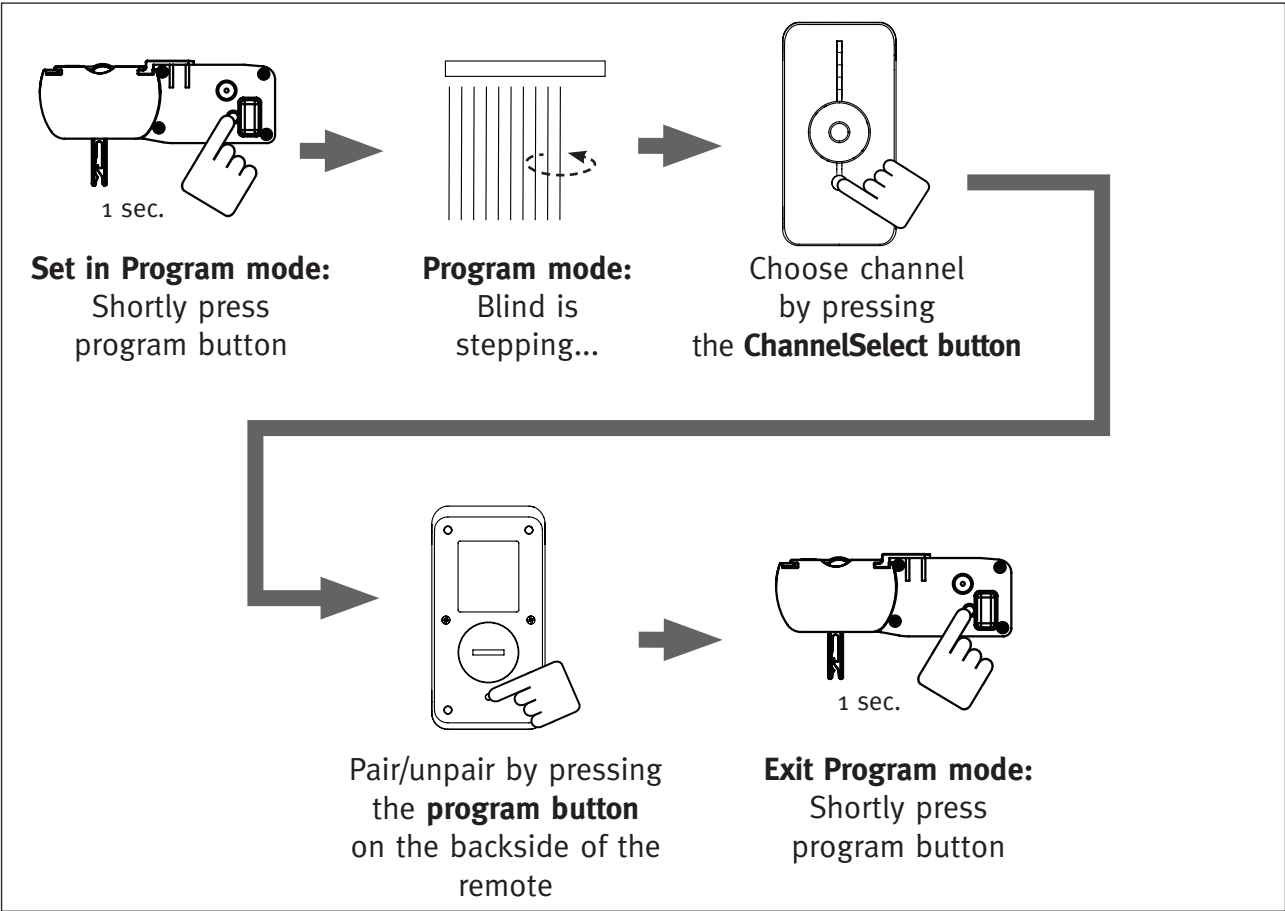 1 sec.
Set in Program mode:
Shortly press
program button
Program mode:
Blind is
stepping...
Choose channel
by pressing
the ChannelSelect button
Pair/unpair by pressing
the program button
on the backside of the
remote
1 sec.
Exit Program mode:
Shortly press
program button